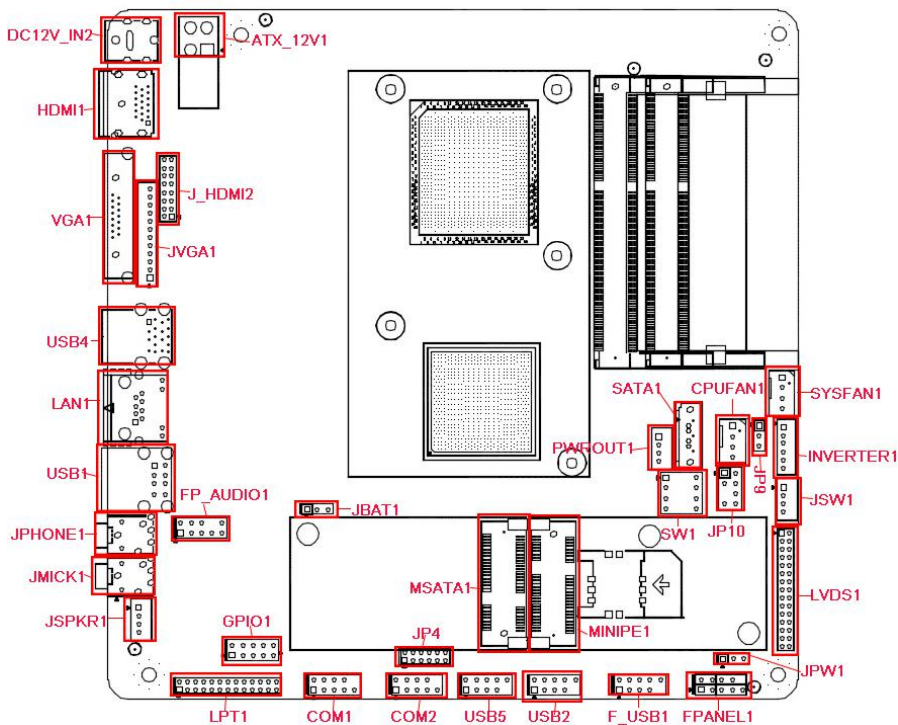 DC12V_IN2
ATX_12V1
HDMI1
J_HDMI2
VGA1
JVGA1
USB4
LAN1
SATA1
CPUFAN1
SYSFAN1
PWROUT1
JP9
INVERTER1
USB1
FP_AUDIO1
JBAT1
SW1
JP10
JSW1
JPHONE1
JMICK1
MSATA1
LVDS1
JSPKR1
GPIO1
JP4
MINIPE1
JPW1
LPT1
COM1
COM2
USB5
USB2
F_USB1
FPANEL1